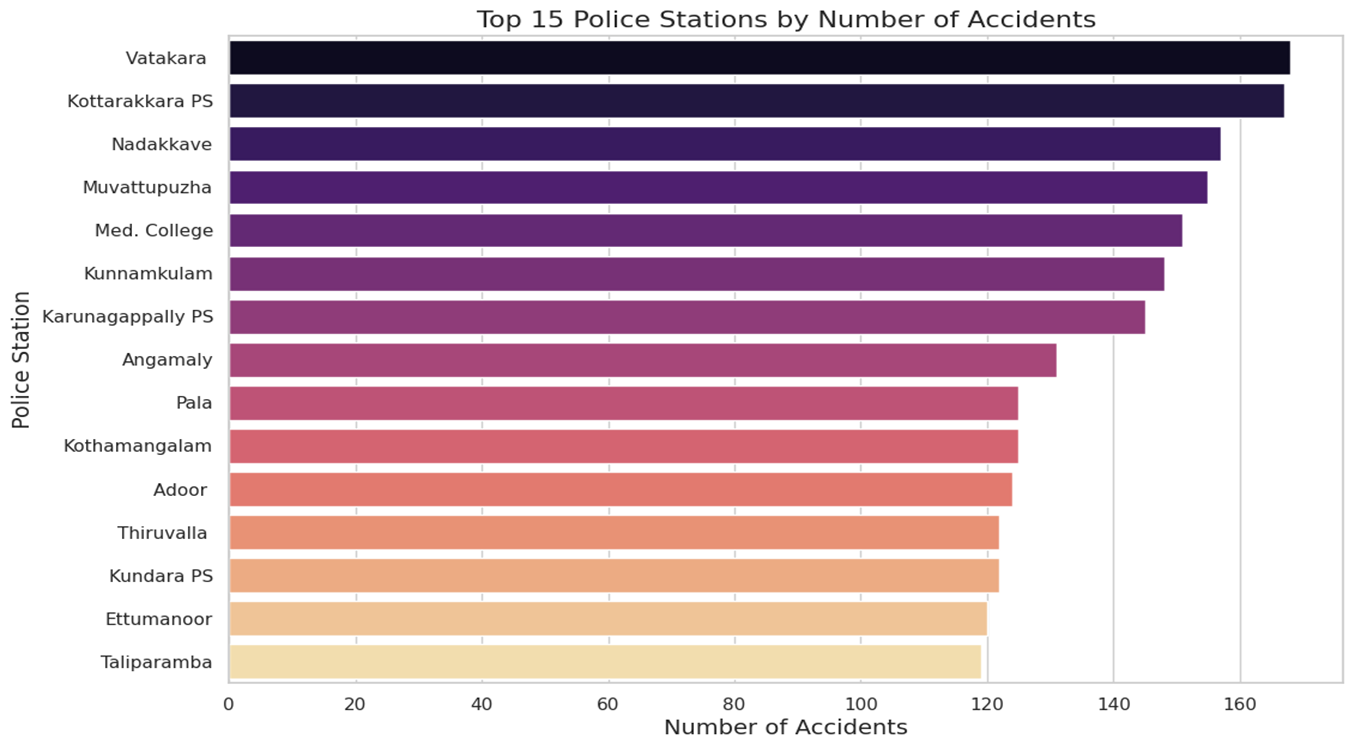 Top 15 Police Stations by Number of Accidents
Vatakara
Kottarakkara PS
Nadakkave
Muvattupuzha
Med. College
Kunnamkulam
Karunagappally PS
Angamaly
Pala
Kothamangalam
Adoor
Thiruvalla
Kundara PS
Ettumanoor
Taliparamba
Police Station
0 20 40 60 80 100 120 140 160
Number of Accidents